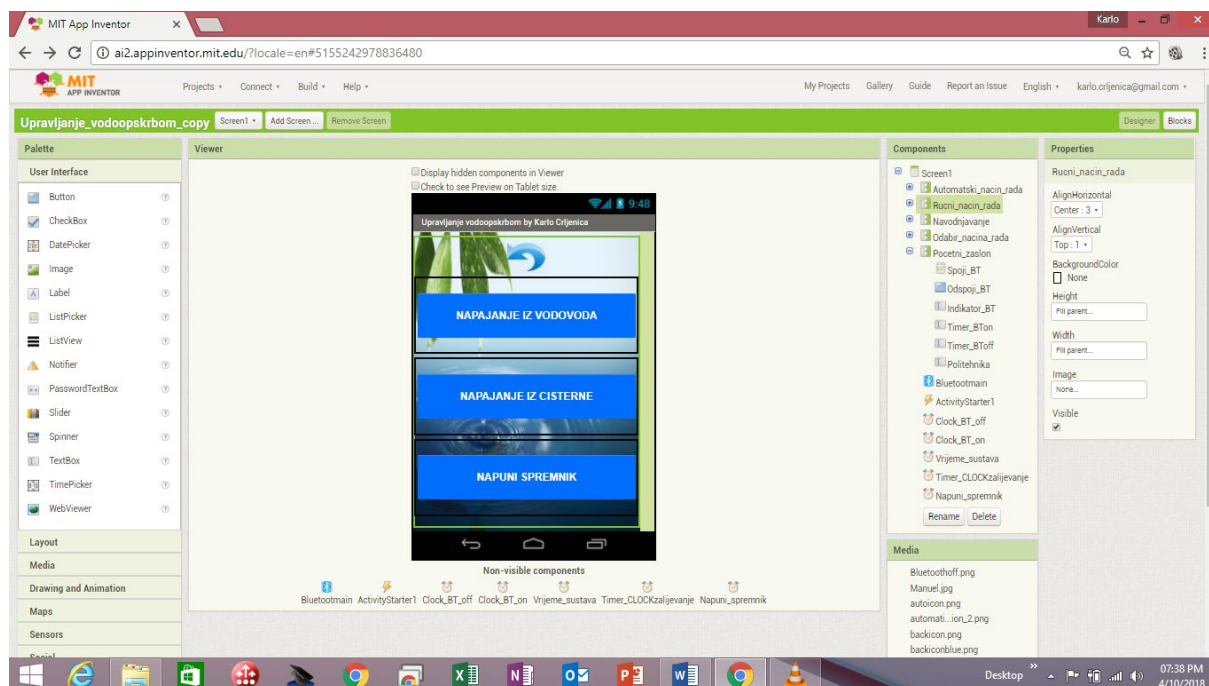 MIT App Inventor
Karlo
ai2.appinventor.mit.edu/?locale=en#5155242978836480
MIT
APP INVENTOR
Projects Connect Build Help
My Projects Gallery Guide Report an Issue English karlo.crljenica@gmail.com
Upravljanje_vodoopskrbom_copy Screen1 Add Screen ... Remove Screen
Designer Blocks
Palette
User Interface
Button
CheckBox
DatePicker
Image
Label
ListPicker
ListView
Notifier
PasswordTextBox
Slider
Spinner
TextBox
TimePicker
WebViewer
Layout
Media
Drawing and Animation
Maps
Sensors
Social
Viewer
Display hidden components in Viewer
Check to see Preview on Tablet size.
9:48
Upravljanje vodoopskrbom by Karlo Crljenica
NAPAJANJE IZ VODOVODA
NAPAJANJE IZ CISTERNE
NAPUNI SPREMNIK
Non-visible components
Bluetootmain ActivityStarter1 Clock_BT_off Clock_BT_on Vrijeme_sustava Timer_CLOCKzalijevanje Napuni_spremnik
Components
Screen1
Automatski_nacin_rada
Rucni_nacin_rada
Navodnjavanje
Odabir_nacina_rada
Pocetni_zaslon
Spoji_BT
Odspoji_BT
Indikator_BT
Timer_BTon
Timer_BToff
Politehnika
Bluetootmain
ActivityStarter1
Clock_BT_off
Clock_BT_on
Vrijeme_sustava
Timer_CLOCKzalijevanje
Napuni_spremnik
Rename Delete
Media
Bluetoothoff.png
Manuel.jpg
autoicon.png
automati...ion_2.png
backicon.png
backiconblue.png
Properties
Rucni_nacin_rada
AlignHorizontal
Center : 3
AlignVertical
Top : 1
BackgroundColor
None
Height
Fill parent...
Width
Fill parent...
Image
None...
Visible
Desktop
07:38 PM
4/10/2018